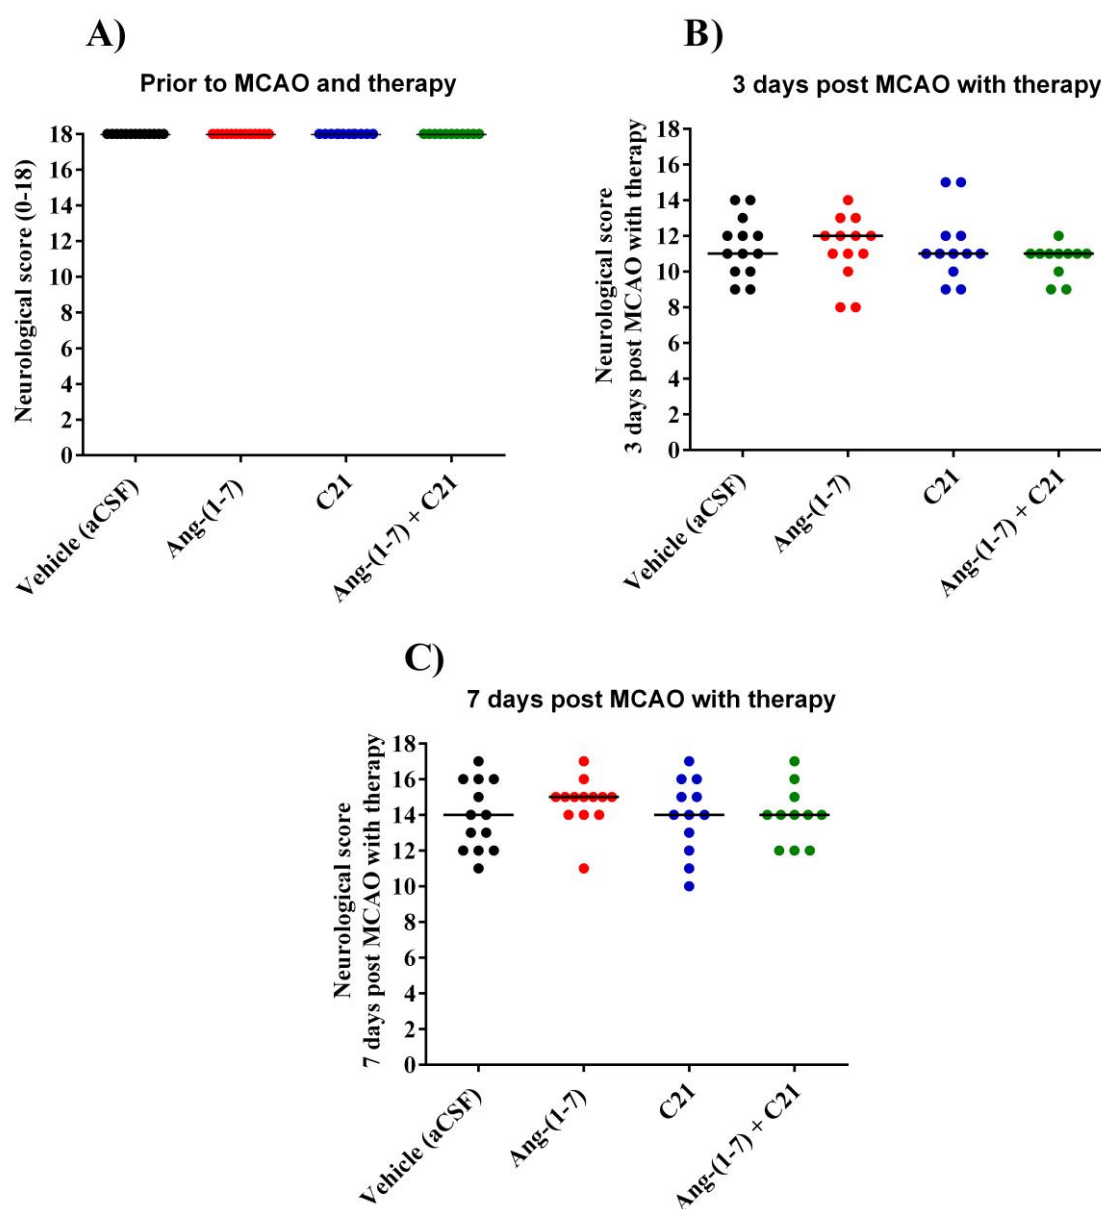 A)
Prior to MCAO and therapy
Neurological score (0-18)
18
16
14
12
10
8
6
4
2
0
Vehicle (aCSF)
Ang-(1-7)
C21
Ang-(1-7) + C21
B)
3 days post MCAO with therapy
Neurological score
3 days post MCAO with therapy
18
16
14
12
10
8
6
4
2
0
Vehicle (aCSF)
Ang-(1-7)
C21
Ang-(1-7) + C21
C)
7 days post MCAO with therapy
Neurological score
7 days post MCAO with therapy
18
16
14
12
10
8
6
4
2
0
Vehicle (aCSF)
Ang-(1-7)
C21
Ang-(1-7) + C21